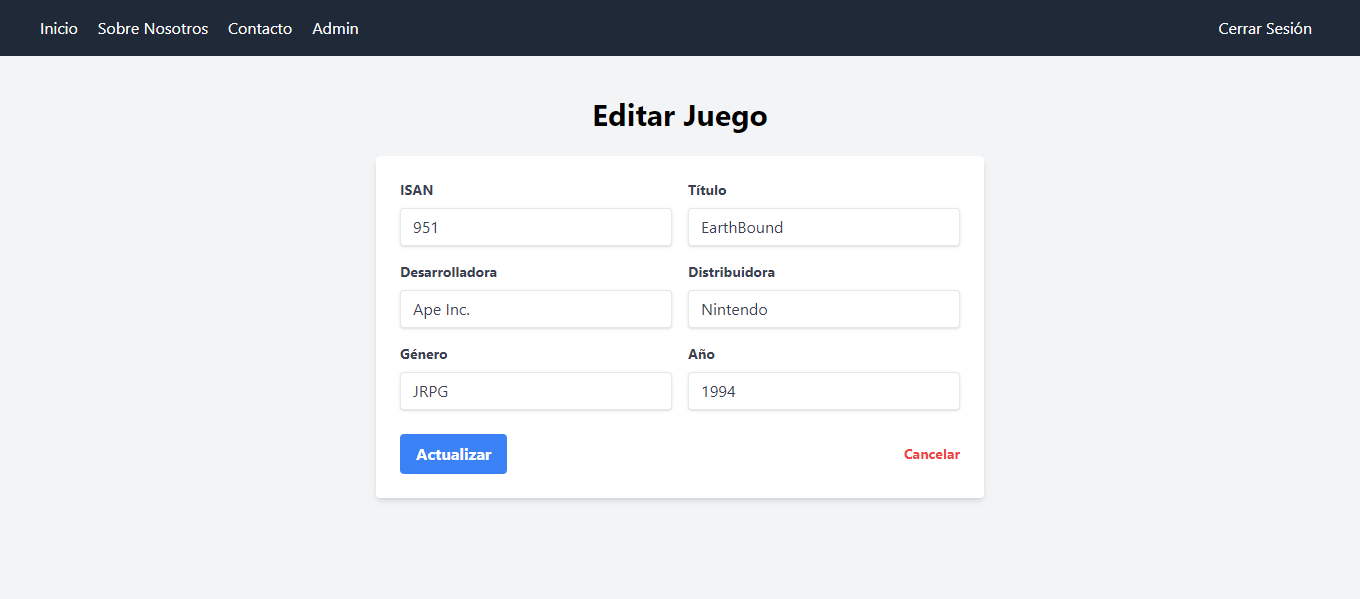 Inicio Sobre Nosotros Contacto Admin Cerrar Sesión
Editar Juego
ISAN Título
951 EarthBound
Desarrolladora Distribuidora
Ape Inc. Nintendo
Género Año
JRPG 1994
Actualizar Cancelar